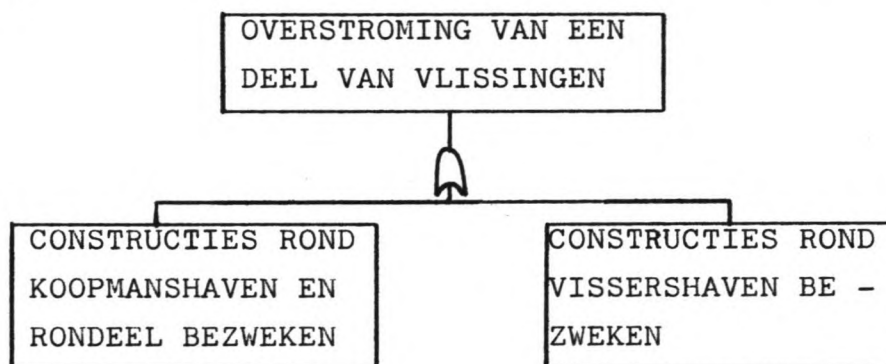 OVERSTROMING VAN EEN
DEEL VAN VLISSINGEN
CONSTRUCTIES ROND
KOOPMANSHAVEN EN
RONDEEL BEZWEKEN
CONSTRUCTIES ROND
VISSERSHAVEN BE -
ZWEKEN